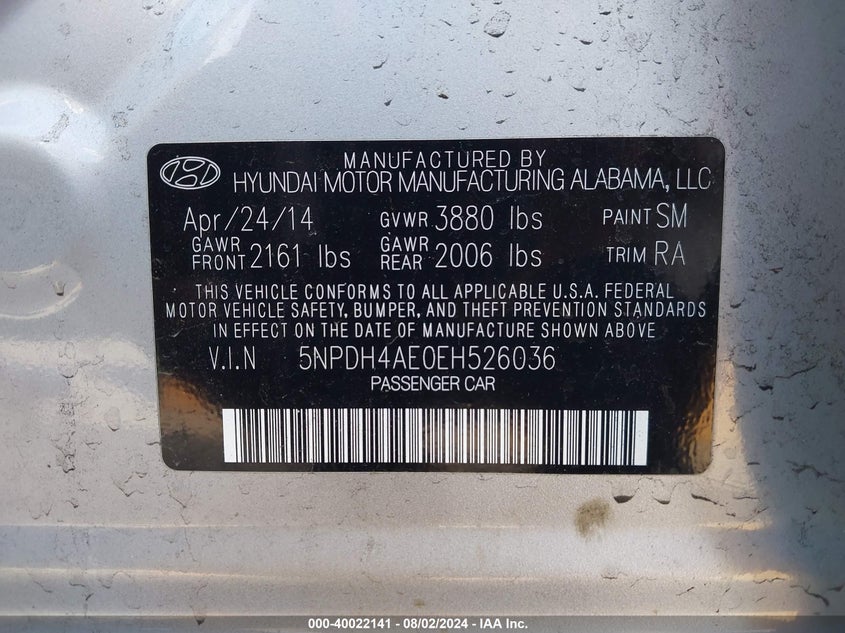 MANUFACTURED BY
HYUNDAI MOTOR MANUFACTURING ALABAMA, LLC
Apr/24/14 GVWR 3880 lbs PAINT SM
GAWR FRONT 2161 lbs GAWR REAR 2006 lbs TRIM RA
THIS VEHICLE CONFORMS TO ALL APPLICABLE U.S.A. FEDERAL
MOTOR VEHICLE SAFETY, BUMPER, AND THEFT PREVENTION STANDARDS
IN EFFECT ON THE DATE OF MANUFACTURE SHOWN ABOVE
V.I.N 5NPDH4AE0EH526036
PASSENGER CAR
000-40022141 - 08/02/2024 - IAA Inc.